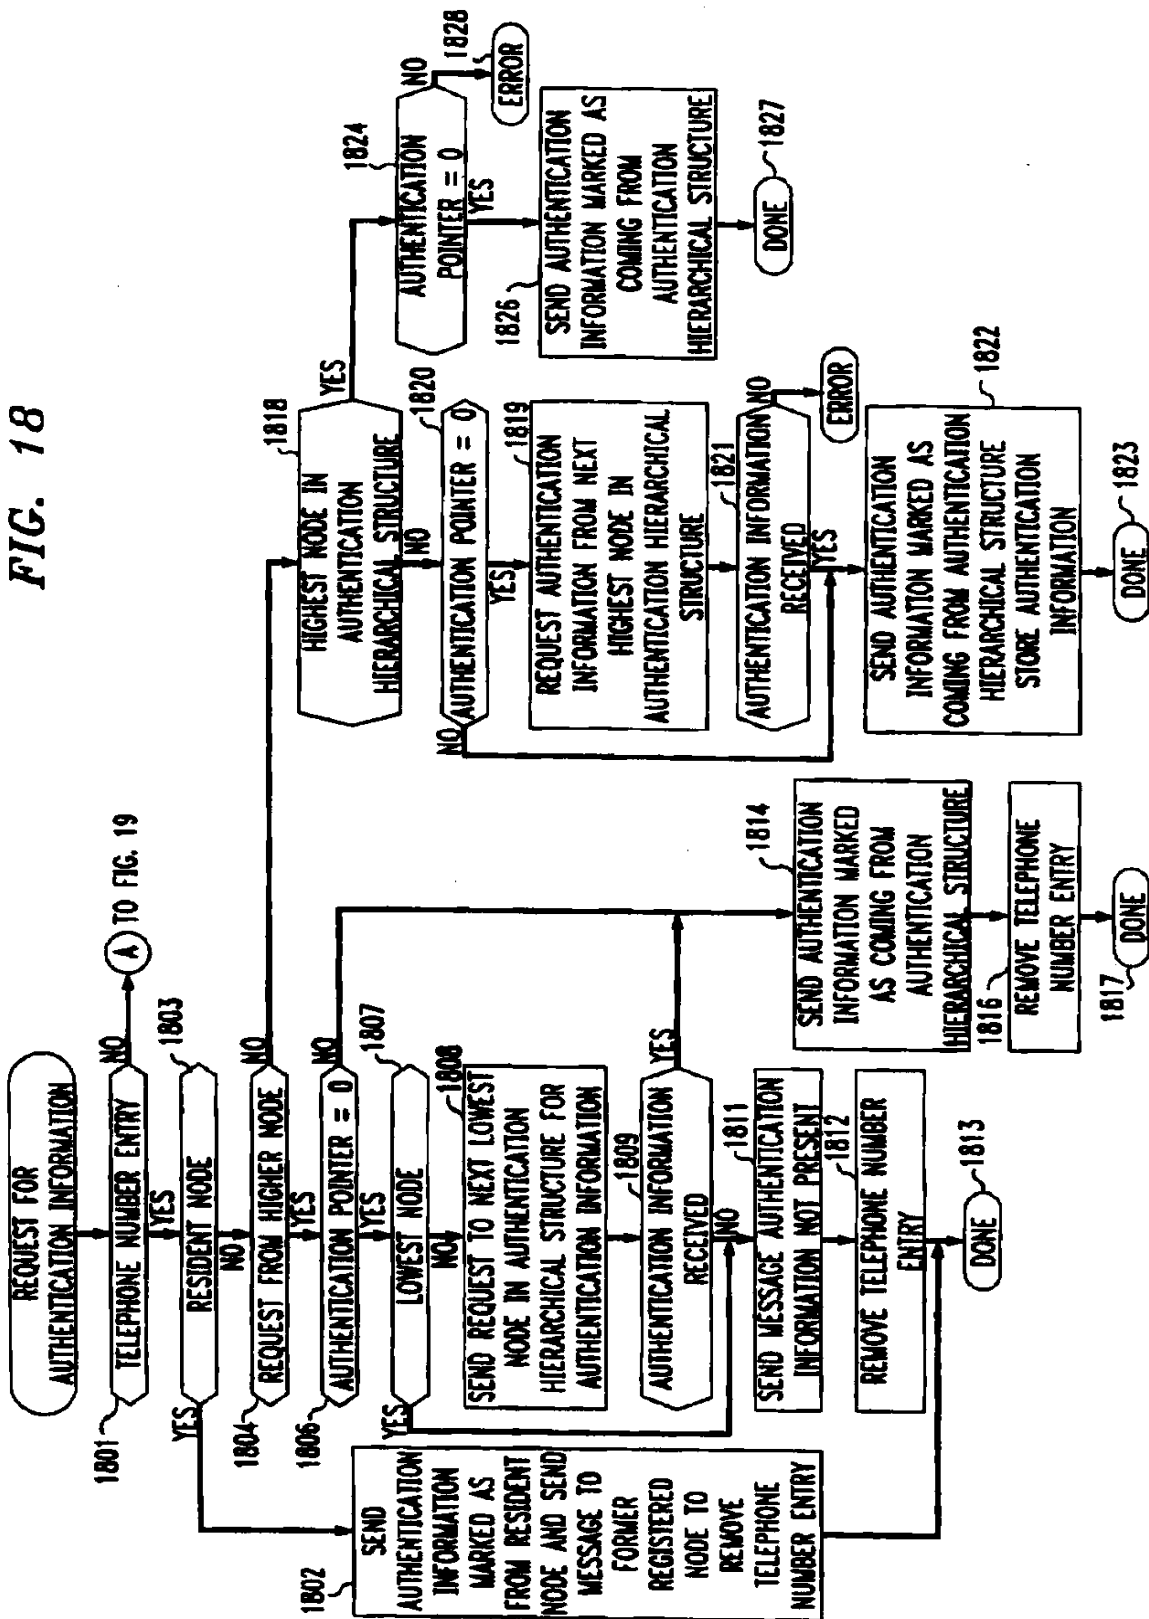 FIG. 18
REQUEST FOR
AUTHENTICATION INFORMATION
1801
TELEPHONE NUMBER ENTRY
NO
A TO FIG. 19
YES
1803
RESIDENT NODE
YES
NO
1804
REQUEST FROM HIGHER NODE
NO
YES
1806
AUTHENTICATION POINTER = 0
NO
YES
1807
LOWEST NODE
YES
NO
1808
SEND REQUEST TO NEXT LOWEST
NODE IN AUTHENTICATION
HIERARCHICAL STRUCTURE FOR
AUTHENTICATION INFORMATION
1809
AUTHENTICATION INFORMATION
RECEIVED
YES
NO
1811
SEND MESSAGE AUTHENTICATION
INFORMATION NOT PRESENT
1812
REMOVE TELEPHONE NUMBER
ENTRY
1813
DONE
1802
SEND
AUTHENTICATION
INFORMATION
MARKED AS
FROM RESIDENT
NODE AND SEND
MESSAGE TO
FORMER
REGISTERED
NODE TO
REMOVE
TELEPHONE
NUMBER ENTRY
1814
SEND AUTHENTICATION
INFORMATION MARKED
AS COMING FROM
AUTHENTICATION
HIERARCHICAL STRUCTURE
1816
REMOVE TELEPHONE
NUMBER ENTRY
1817
DONE
1818
HIGHEST NODE IN
AUTHENTICATION
HIERARCHICAL STRUCTURE
YES
NO
1820
AUTHENTICATION POINTER = 0
NO
YES
1819
REQUEST AUTHENTICATION
INFORMATION FROM NEXT
HIGHEST NODE IN
AUTHENTICATION HIERARCHICAL
STRUCTURE
1821
AUTHENTICATION INFORMATION
RECEIVED
NO
ERROR
YES
SEND AUTHENTICATION
INFORMATION MARKED AS
COMING FROM AUTHENTICATION
HIERARCHICAL STRUCTURE
STORE AUTHENTICATION
INFORMATION
1822
DONE
1823
1824
AUTHENTICATION
POINTER = 0
NO
1828
ERROR
YES
1826
SEND AUTHENTICATION
INFORMATION MARKED AS
COMING FROM
AUTHENTICATION
HIERARCHICAL STRUCTURE
DONE
1827